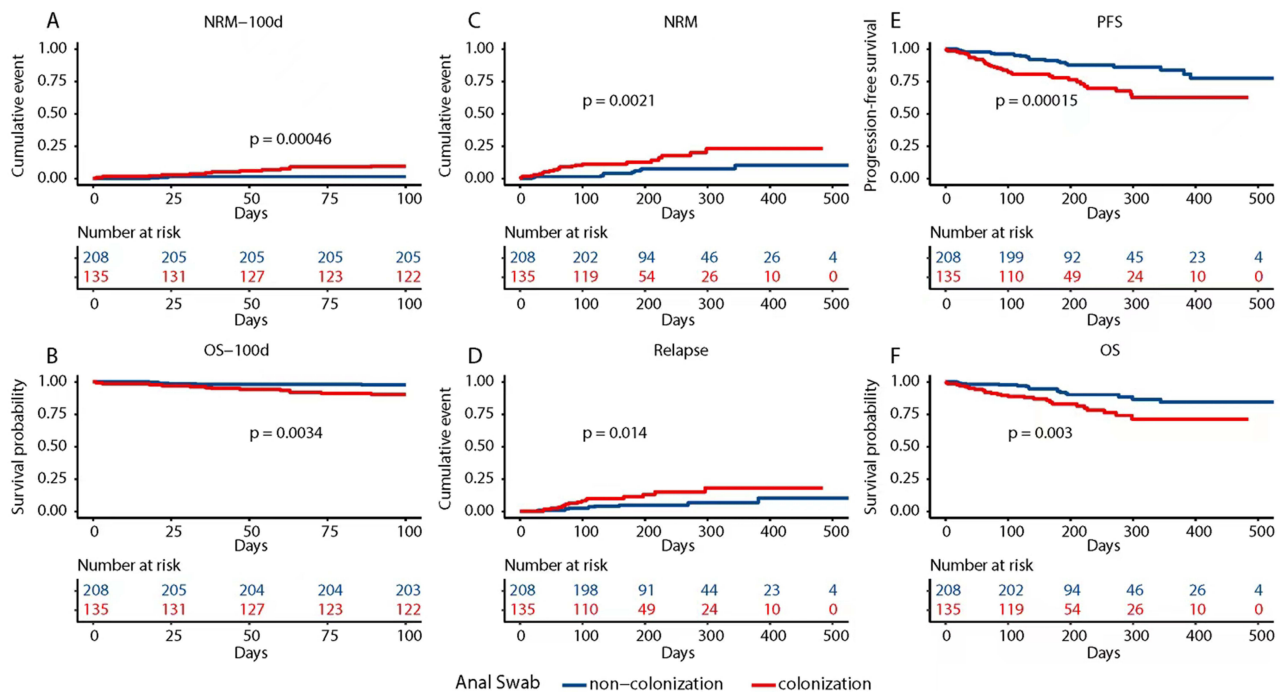 A
NRM−100d
Cumulative event
1.00
0.75
0.50
0.25
0.00
p = 0.00046
0 25 50 75 100
Days
Number at risk
208 205 205 205 205
135 131 127 123 122
0 25 50 75 100
Days
C
NRM
Cumulative event
1.00
0.75
0.50
0.25
0.00
p = 0.0021
0 100 200 300 400 500
Days
Number at risk
208 202 94 46 26 4
135 119 54 26 10 0
0 100 200 300 400 500
Days
E
PFS
Progression-free survival
1.00
0.75
0.50
0.25
0.00
p = 0.00015
0 100 200 300 400 500
Days
Number at risk
208 199 92 45 23 4
135 110 49 24 10 0
0 100 200 300 400 500
Days
B
OS−100d
Survival probability
1.00
0.75
0.50
0.25
0.00
p = 0.0034
0 25 50 75 100
Days
Number at risk
208 205 204 204 203
135 131 127 123 122
0 25 50 75 100
Days
D
Relapse
Cumulative event
1.00
0.75
0.50
0.25
0.00
p = 0.014
0 100 200 300 400 500
Days
Number at risk
208 198 91 44 23 4
135 110 49 24 10 0
0 100 200 300 400 500
Days
F
OS
Survival probability
1.00
0.75
0.50
0.25
0.00
p = 0.003
0 100 200 300 400 500
Days
Number at risk
208 202 94 46 26 4
135 119 54 26 10 0
0 100 200 300 400 500
Days
Anal Swab non−colonization colonization